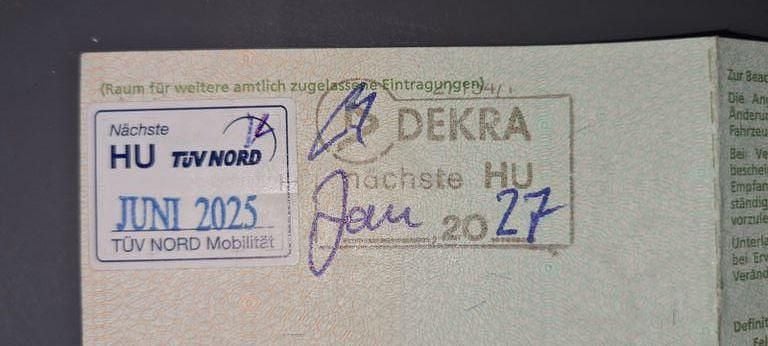 (Raum für weitere amtlich zugelassene Eintragungen)
Nächste
HU TÜV NORD
JUNI 2025
TÜV NORD Mobilität
DEKRA
nächste HU
Jan 2027
Zur Beac
Die An
Änderu
Fahrzeu
Bei Ve
beschei
Empfan
ständig
vorzule
Unterla
bei Erv
Veränd
Definit